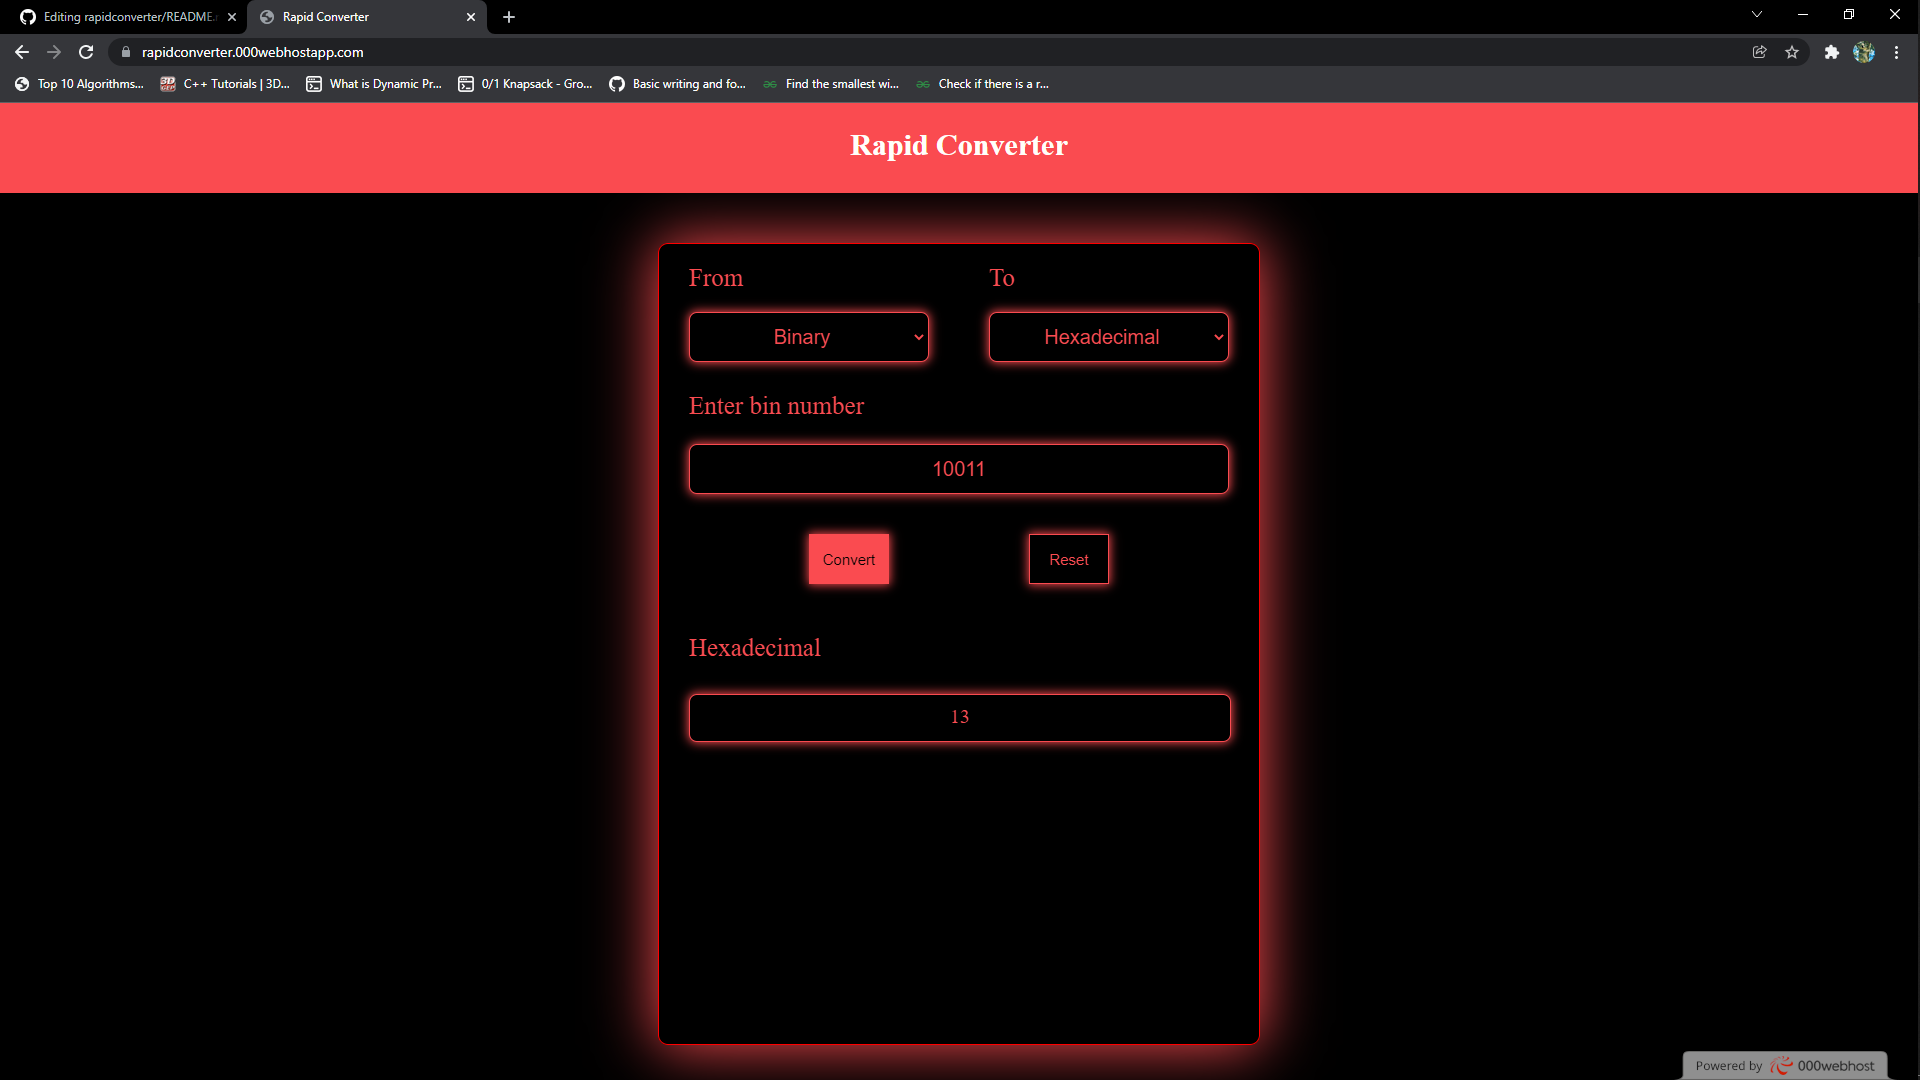 Editing rapidconverter/README.
Rapid Converter
rapidconverter.000webhostapp.com
Top 10 Algorithms...
C++ Tutorials | 3D...
What is Dynamic Pr...
0/1 Knapsack - Gro...
Basic writing and fo...
Find the smallest wi...
Check if there is a r...
Rapid Converter
From
To
Binary
Hexadecimal
Enter bin number
10011
Convert
Reset
Hexadecimal
13
Powered by 000webhost